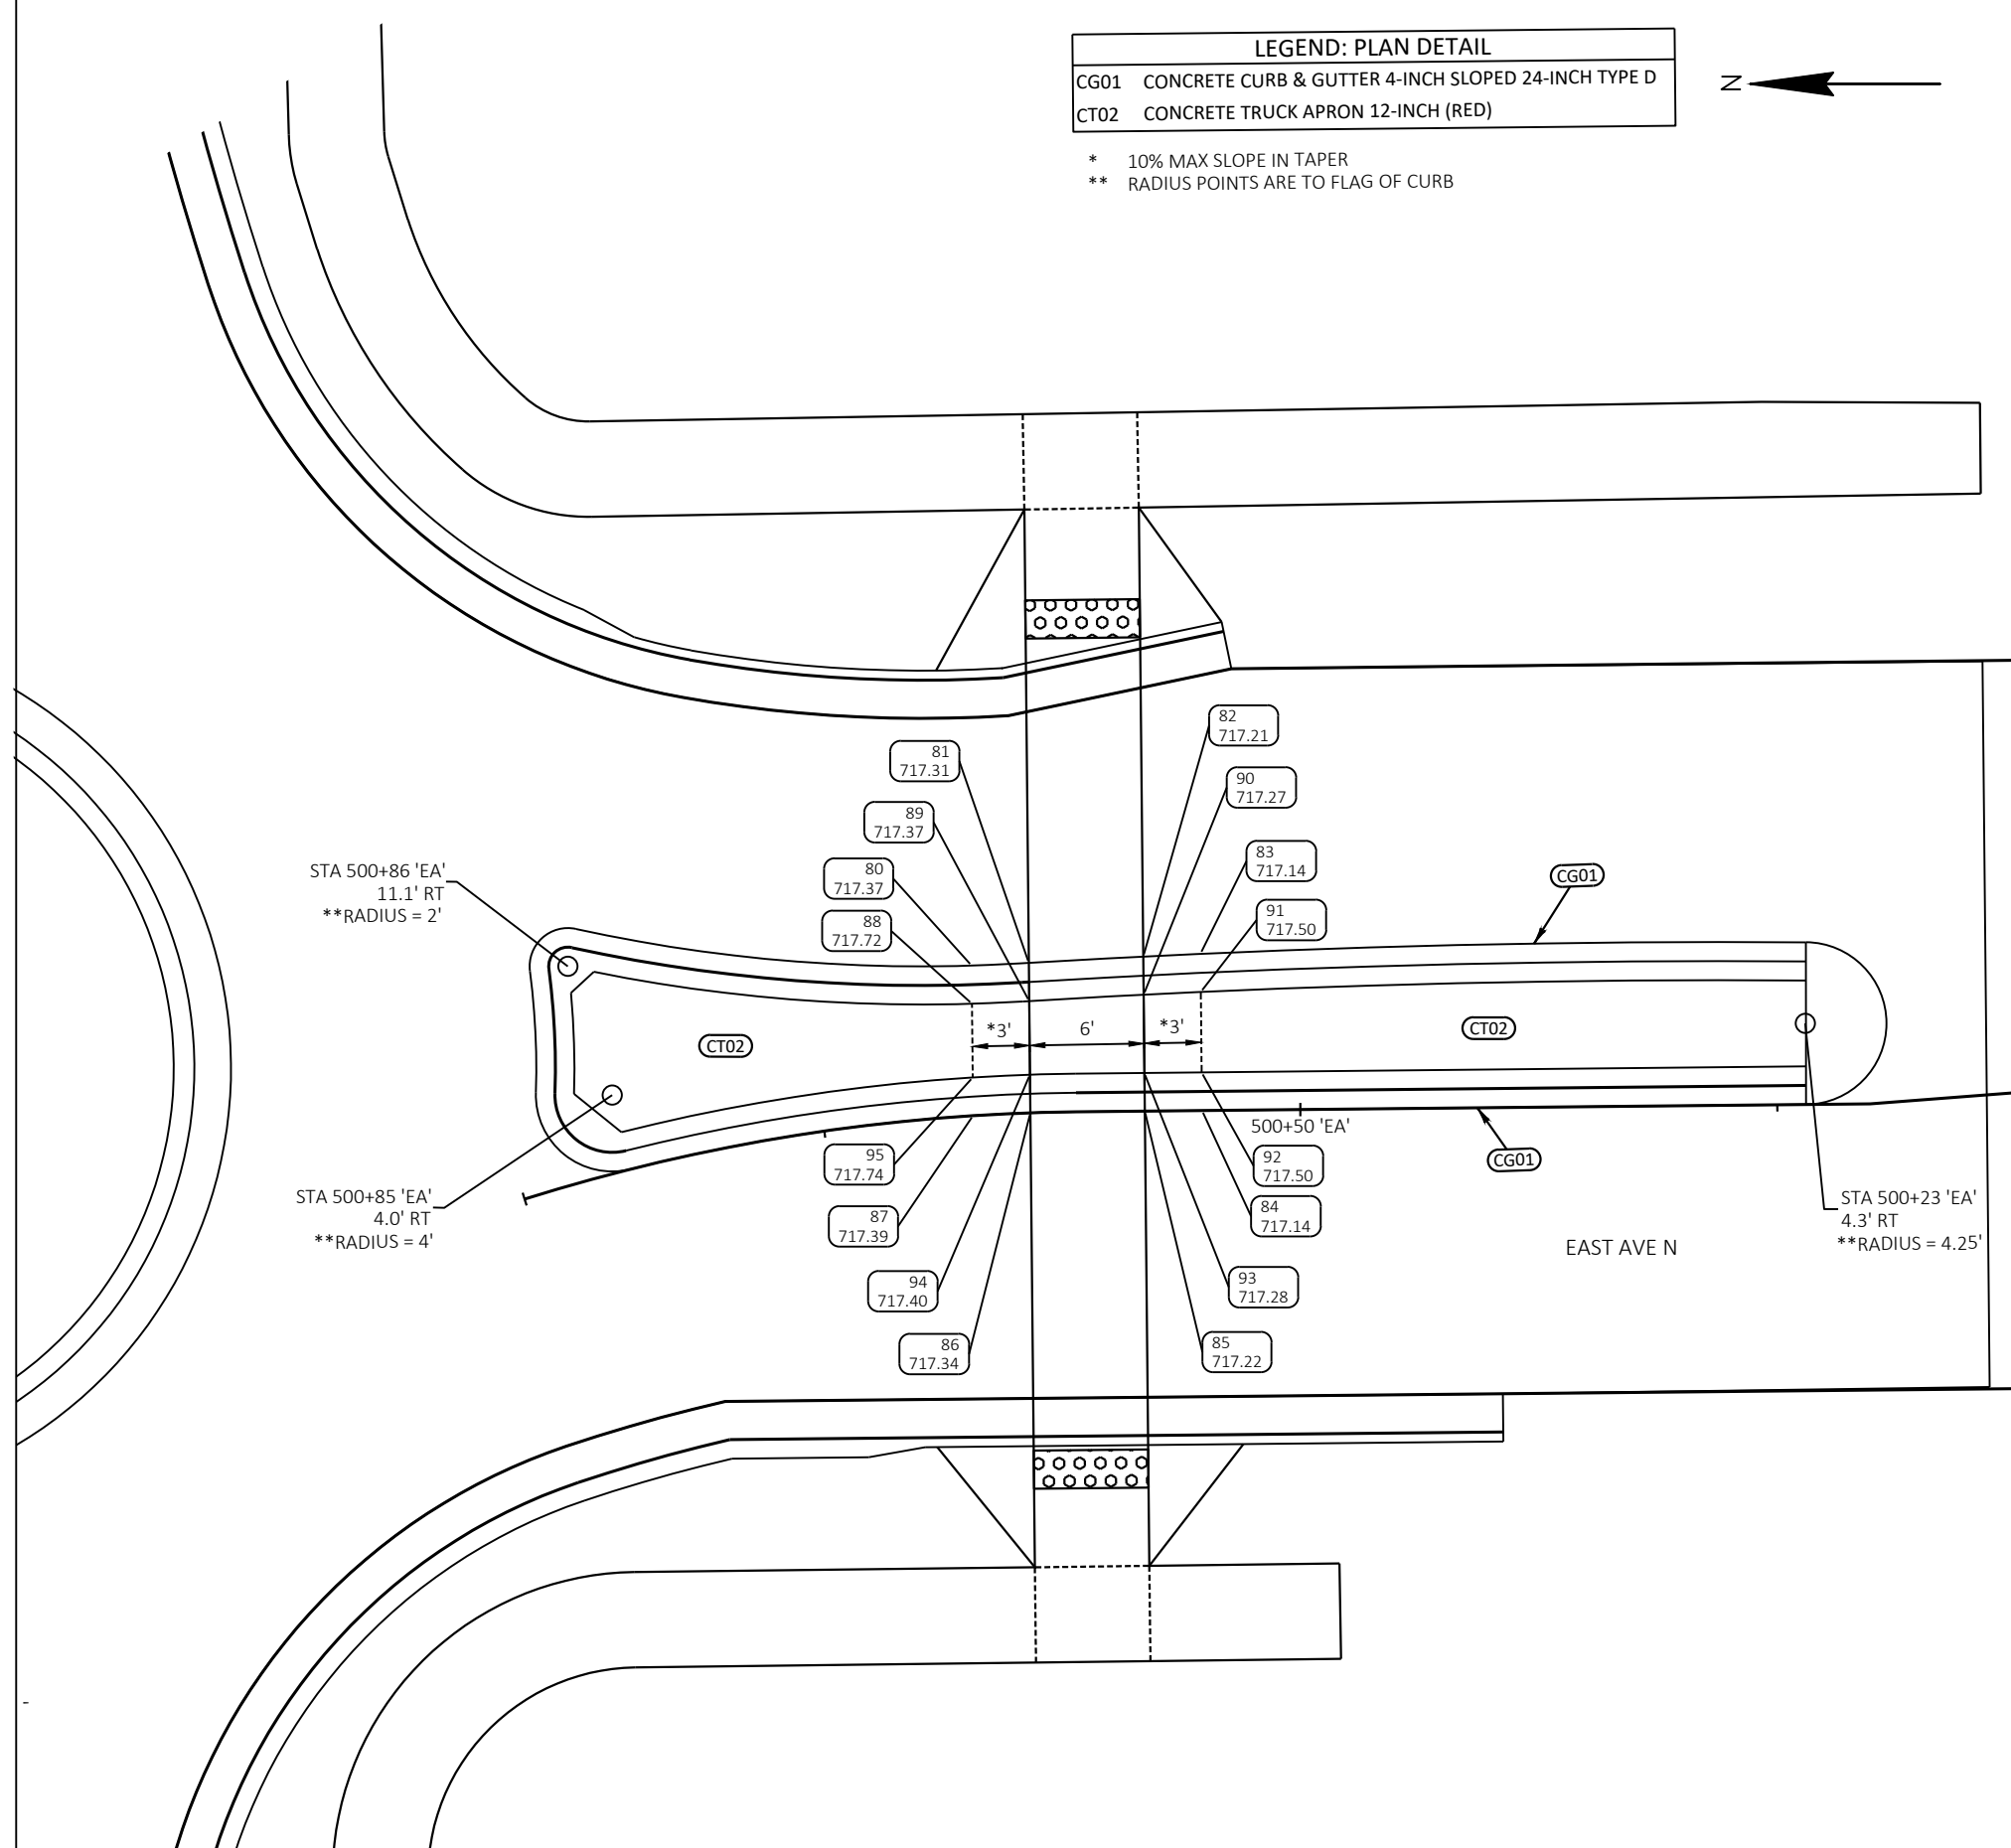 LEGEND: PLAN DETAIL
CG01 CONCRETE CURB & GUTTER 4-INCH SLOPED 24-INCH TYPE D
CT02 CONCRETE TRUCK APRON 12-INCH (RED)
N
* 10% MAX SLOPE IN TAPER
** RADIUS POINTS ARE TO FLAG OF CURB
82
717.21
81
717.31
90
717.27
89
717.37
83
717.14
80
717.37
STA 500+86 'EA'
11.1' RT
**RADIUS = 2'
CG01
91
717.50
88
717.72
*3'
6'
*3'
CT02
CT02
500+50 'EA'
95
717.74
92
717.50
CG01
STA 500+85 'EA'
4.0' RT
**RADIUS = 4'
87
717.39
84
717.14
STA 500+23 'EA'
4.3' RT
**RADIUS = 4.25'
EAST AVE N
94
717.40
93
717.28
86
717.34
85
717.22